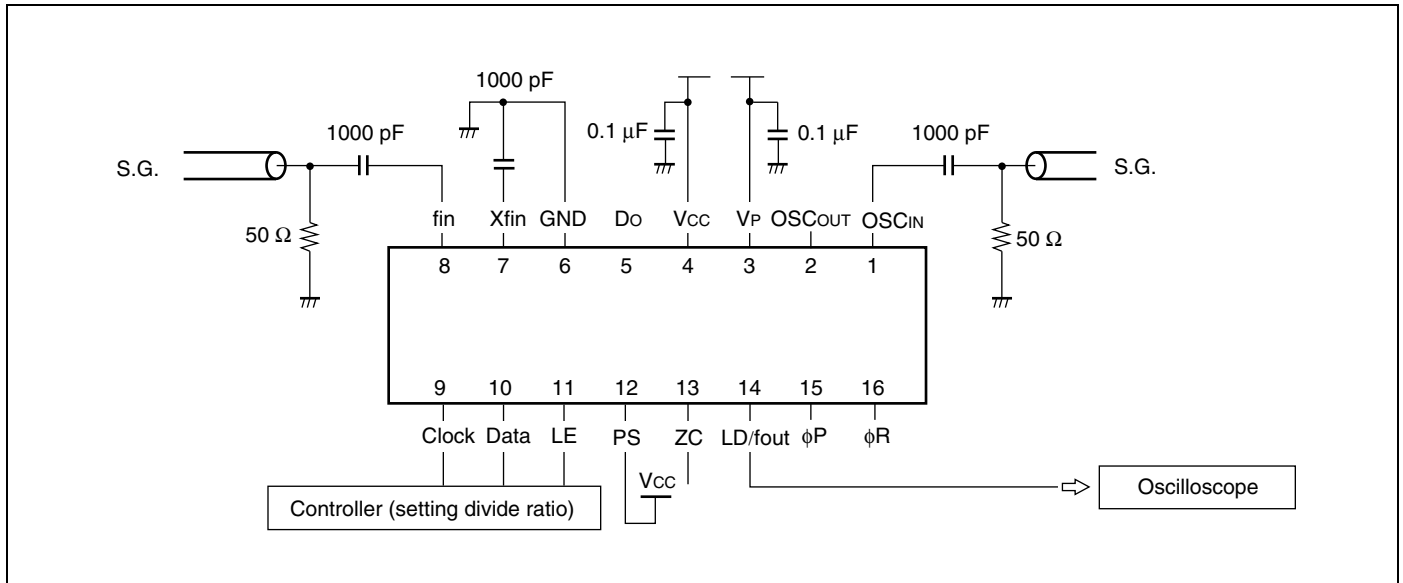 1000 pF
1000 pF
0.1 µF
0.1 µF
1000 pF
S.G.
S.G.
50 Ω
50 Ω
fin Xfin GND DO VCC VP OSCOUT OSCIN
8 7 6 5 4 3 2 1
9 10 11 12 13 14 15 16
Clock Data LE PS ZC LD/fout ϕP ϕR
VCC
Controller (setting divide ratio)
Oscilloscope